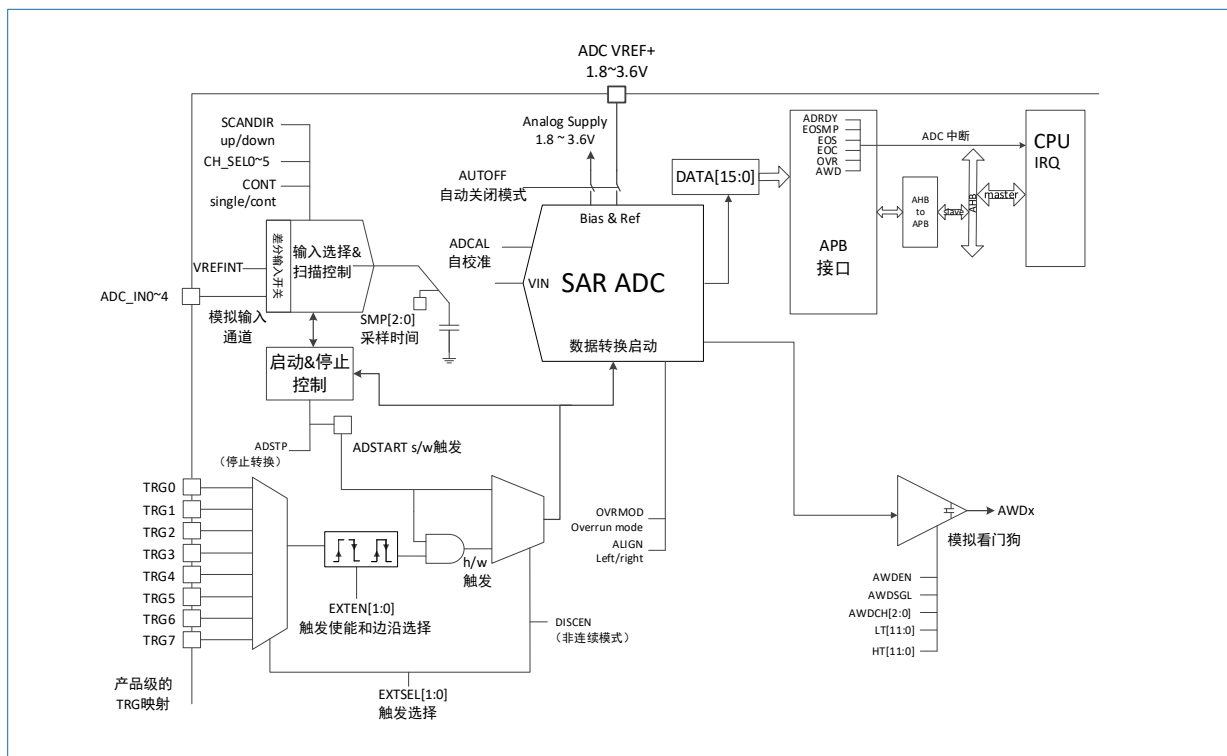 ADC VREF+
1.8~3.6V
SCANDIR
up/down
CH_SEL0~5
CONT
single/cont
Analog Supply
1.8 ~ 3.6V
AUTOFF
自动关闭模式
DATA[15:0]
ADRDY
EOSMP
EOS
EOC
OVR
AWD
ADC 中断
CPU
IRQ
AHB
master
slave
AHB
to
APB
APB
接口
Bias & Ref
ADCAL
自校准
VIN
SAR ADC
数据转换启动
差分输入开关
输入选择&
扫描控制
VREFINT
ADC_IN0~4
模拟输入
通道
SMP[2:0]
采样时间
启动&停止
控制
ADSTP
（停止转换）
ADSTART s/w触发
TRG0
TRG1
TRG2
TRG3
TRG4
TRG5
TRG6
TRG7
h/w
触发
EXTEN[1:0]
触发使能和边沿选择
OVRMOD
Overrun mode
ALIGN
Left/right
DISCEN
（非连续模式）
AWDx
模拟看门狗
AWDEN
AWDSGL
AWDCH[2:0]
LT[11:0]
HT[11:0]
EXTSEL[1:0]
触发选择
产品级的
TRG映射